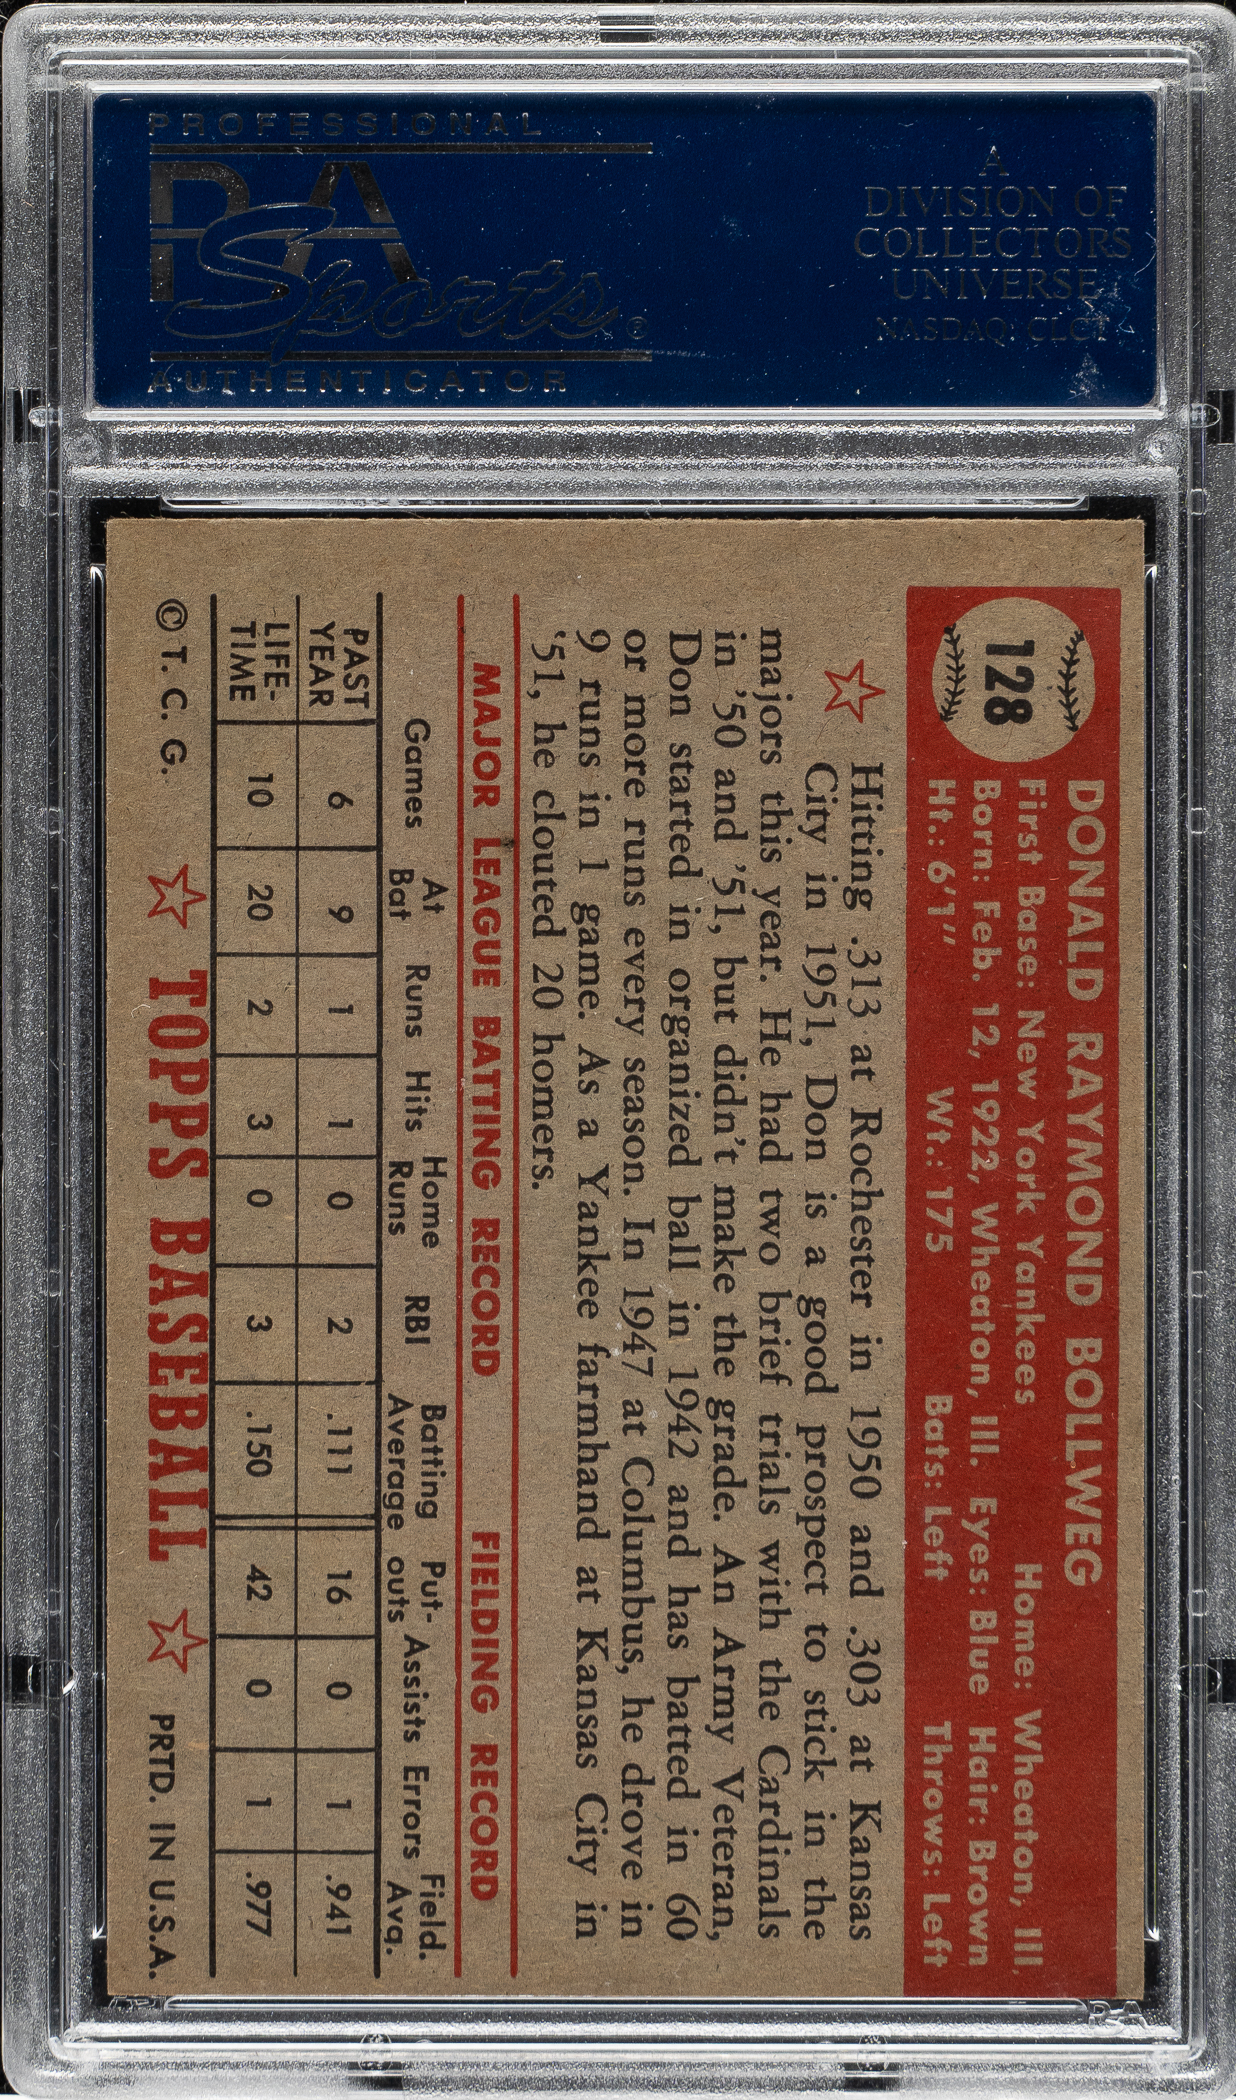 PROFESSIONAL
PSA
Sports®
AUTHENTICATOR
A
DIVISION OF
COLLECTORS
UNIVERSE
NASDAQ: CLCT
128
DONALD RAYMOND BOLLWEG
First Base: New York Yankees Home: Wheaton, Ill.
Born: Feb. 12, 1922, Wheaton, Ill. Eyes: Blue Hair: Brown
Ht.: 6'1" Wt.: 175 Bats: Left Throws: Left
Hitting .313 at Rochester in 1950 and .303 at Kansas
City in 1951, Don is a good prospect to stick in the
majors this year. He had two brief trials with the Cardinals
in '50 and '51, but didn't make the grade. An Army Veteran,
Don started in organized ball in 1942 and has batted in 60
or more runs every season. In 1947 at Columbus, he drove in
9 runs in 1 game. As a Yankee farmhand at Kansas City in
'51, he clouted 20 homers.
MAJOR LEAGUE BATTING RECORD FIELDING RECORD
Games At Bat Runs Hits Home Runs RBI Batting Average Put-outs Assists Errors Field. Avg.
PAST YEAR 6 9 1 1 0 2 .111 16 0 1 .941
LIFE-TIME 10 20 2 3 0 3 .150 42 0 1 .977
© T. C. G. TOPPS BASEBALL PRTD. IN U.S.A.
PSA